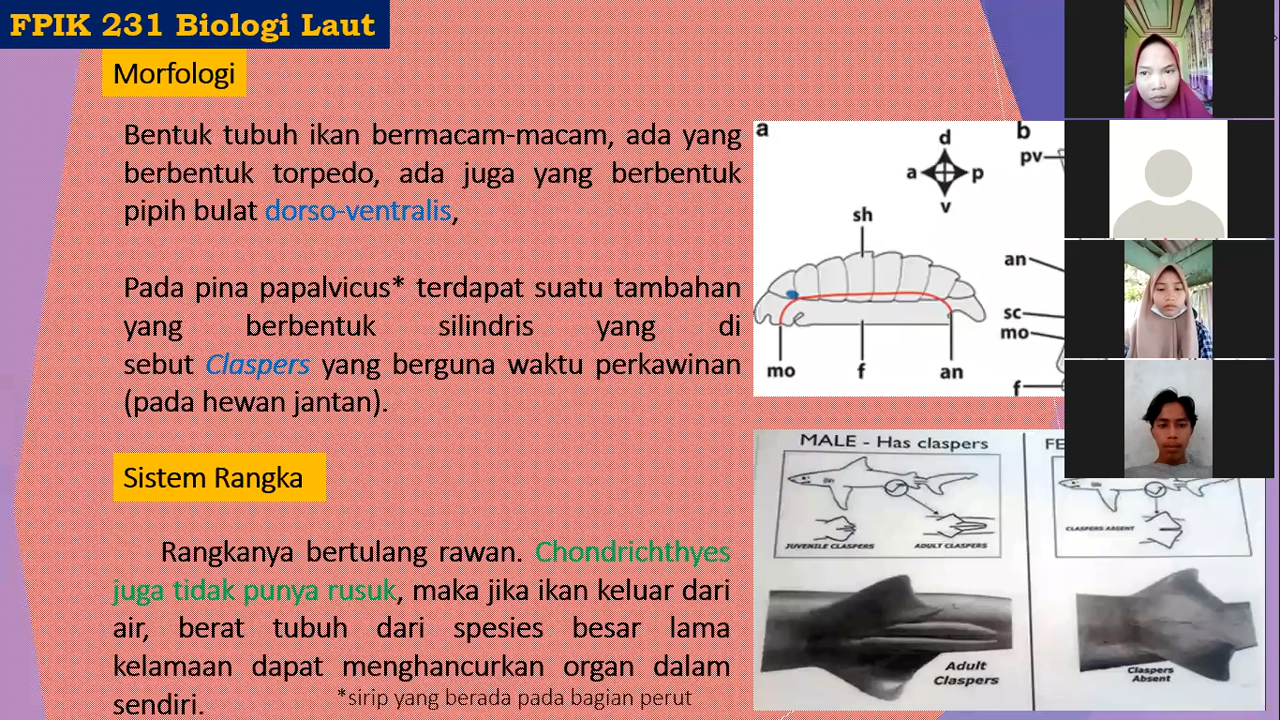 FPIK 231 Biologi Laut
Morfologi
Bentuk tubuh ikan bermacam-macam, ada yang
berbentuk torpedo, ada juga yang berbentuk
pipih bulat dorso-ventralis,
Pada pina papalvicus* terdapat suatu tambahan
yang berbentuk silindris yang di
sebut Claspers yang berguna waktu perkawinan
(pada hewan jantan).
Sistem Rangka
Rangkanya bertulang rawan. Chondrichthyes
juga tidak punya rusuk, maka jika ikan keluar dari
air, berat tubuh dari spesies besar lama
kelamaan dapat menghancurkan organ dalam
sendiri.
*sirip yang berada pada bagian perut
a
d
a p
v
sh
mo f an
b
pv
an
sc
mo
f
MALE - Has claspers
JUVENILE CLASPERS
ADULT CLASPERS
Adult
Claspers
FE
CLASPERS ABSENT
Claspers
Absent